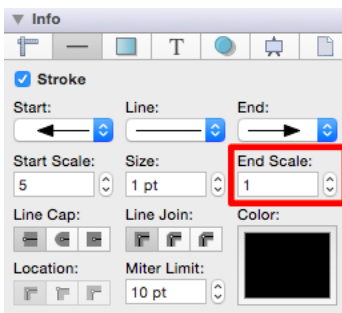 Info
T
Stroke
Start: Line: End:
Start Scale: Size: End Scale:
5 1 pt 1
Line Cap: Line Join: Color:
Location: Miter Limit:
10 pt